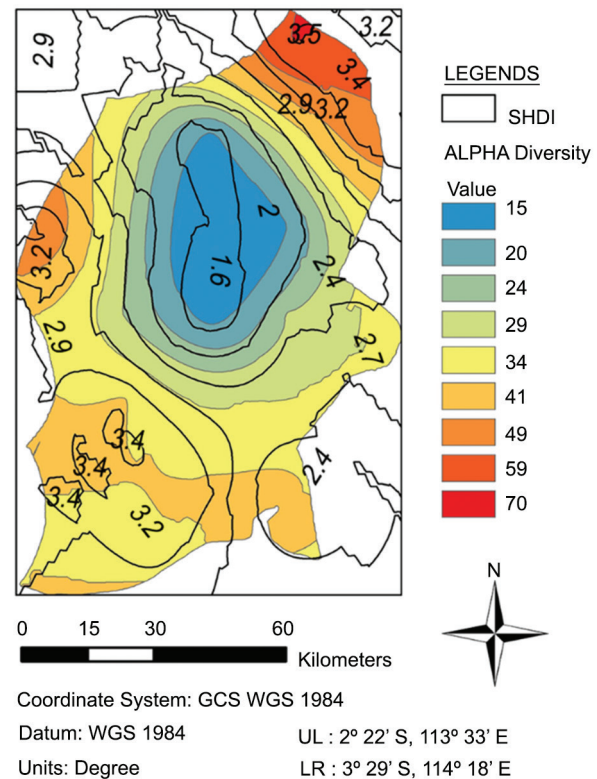 2.9
3.5
3.2
3.4
2.9 3.2
2
3.2
1.6
2.4
2.9
2.7
3.4
3.4
3.4
2.4
3.2
LEGENDS
SHDI
ALPHA Diversity
Value
15
20
24
29
34
41
49
59
70
N
0 15 30 60
Kilometers
Coordinate System: GCS WGS 1984
Datum: WGS 1984
Units: Degree
UL : 2º 22' S, 113º 33' E
LR : 3º 29' S, 114º 18' E